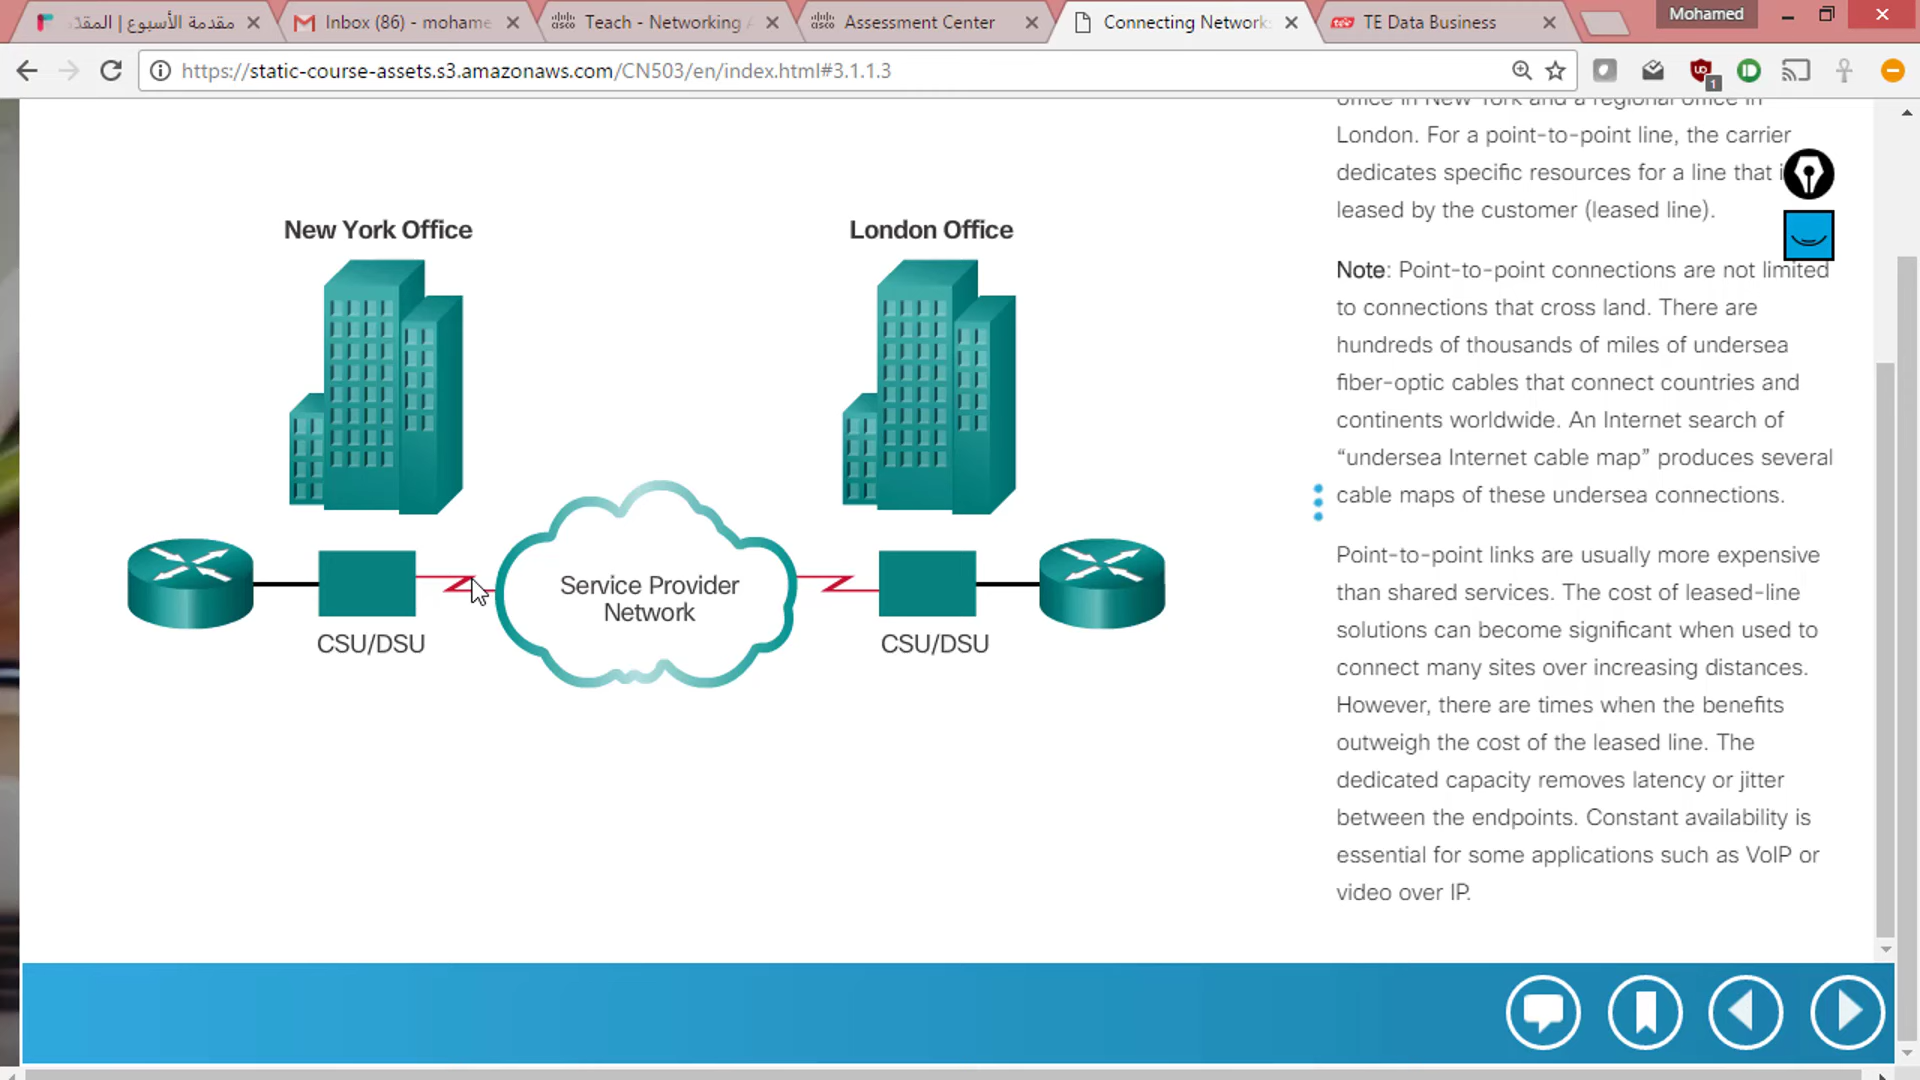 مقدمة الأسبوع | المقد
Inbox (86) - mohame
Teach - Networking A
Assessment Center
Connecting Network
TE Data Business
Mohamed
https://static-course-assets.s3.amazonaws.com/CN503/en/index.html#3.1.1.3
office in New York and a regional office in
London. For a point-to-point line, the carrier
dedicates specific resources for a line that i
leased by the customer (leased line).
Note: Point-to-point connections are not limited
to connections that cross land. There are
hundreds of thousands of miles of undersea
fiber-optic cables that connect countries and
continents worldwide. An Internet search of
“undersea Internet cable map” produces several
cable maps of these undersea connections.
Point-to-point links are usually more expensive
than shared services. The cost of leased-line
solutions can become significant when used to
connect many sites over increasing distances.
However, there are times when the benefits
outweigh the cost of the leased line. The
dedicated capacity removes latency or jitter
between the endpoints. Constant availability is
essential for some applications such as VoIP or
video over IP.
New York Office
London Office
Service Provider
Network
CSU/DSU
CSU/DSU